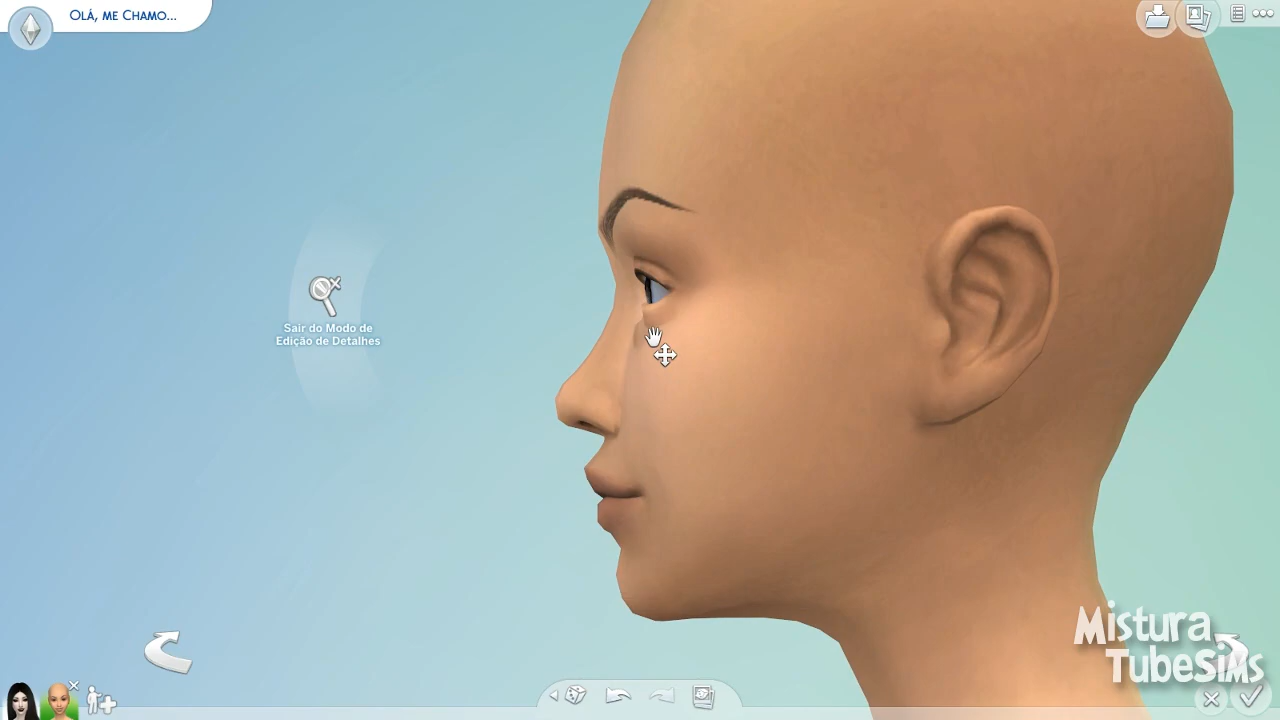 Olá, me Chamo...
Sair do Modo de
Edição de Detalhes
Mistura
TubeSims